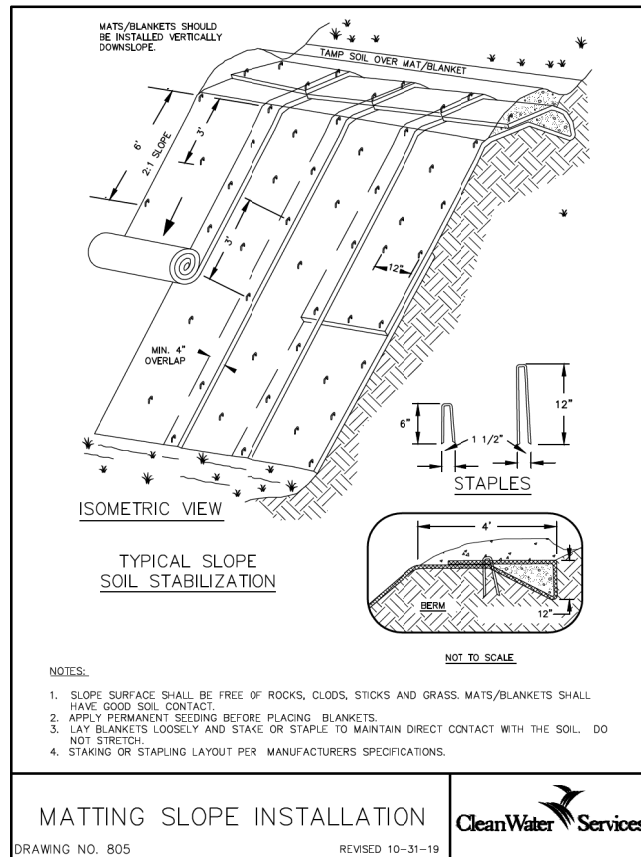 MATS/BLANKETS SHOULD
BE INSTALLED VERTICALLY
DOWNSLOPE.
TAMP SOIL OVER MAT/BLANKET
6'
2:1 SLOPE
3'
3'
12"
MIN. 4"
OVERLAP
6"
12"
1 1/2"
STAPLES
ISOMETRIC VIEW
TYPICAL SLOPE
SOIL STABILIZATION
4'
BERM
12"
NOT TO SCALE
NOTES:
1. SLOPE SURFACE SHALL BE FREE OF ROCKS, CLODS, STICKS AND GRASS. MATS/BLANKETS SHALL
HAVE GOOD SOIL CONTACT.
2. APPLY PERMANENT SEEDING BEFORE PLACING BLANKETS.
3. LAY BLANKETS LOOSELY AND STAKE OR STAPLE TO MAINTAIN DIRECT CONTACT WITH THE SOIL. DO
NOT STRETCH.
4. STAKING OR STAPLING LAYOUT PER MANUFACTURERS SPECIFICATIONS.
MATTING SLOPE INSTALLATION
DRAWING NO. 805
REVISED 10-31-19
CleanWater Services